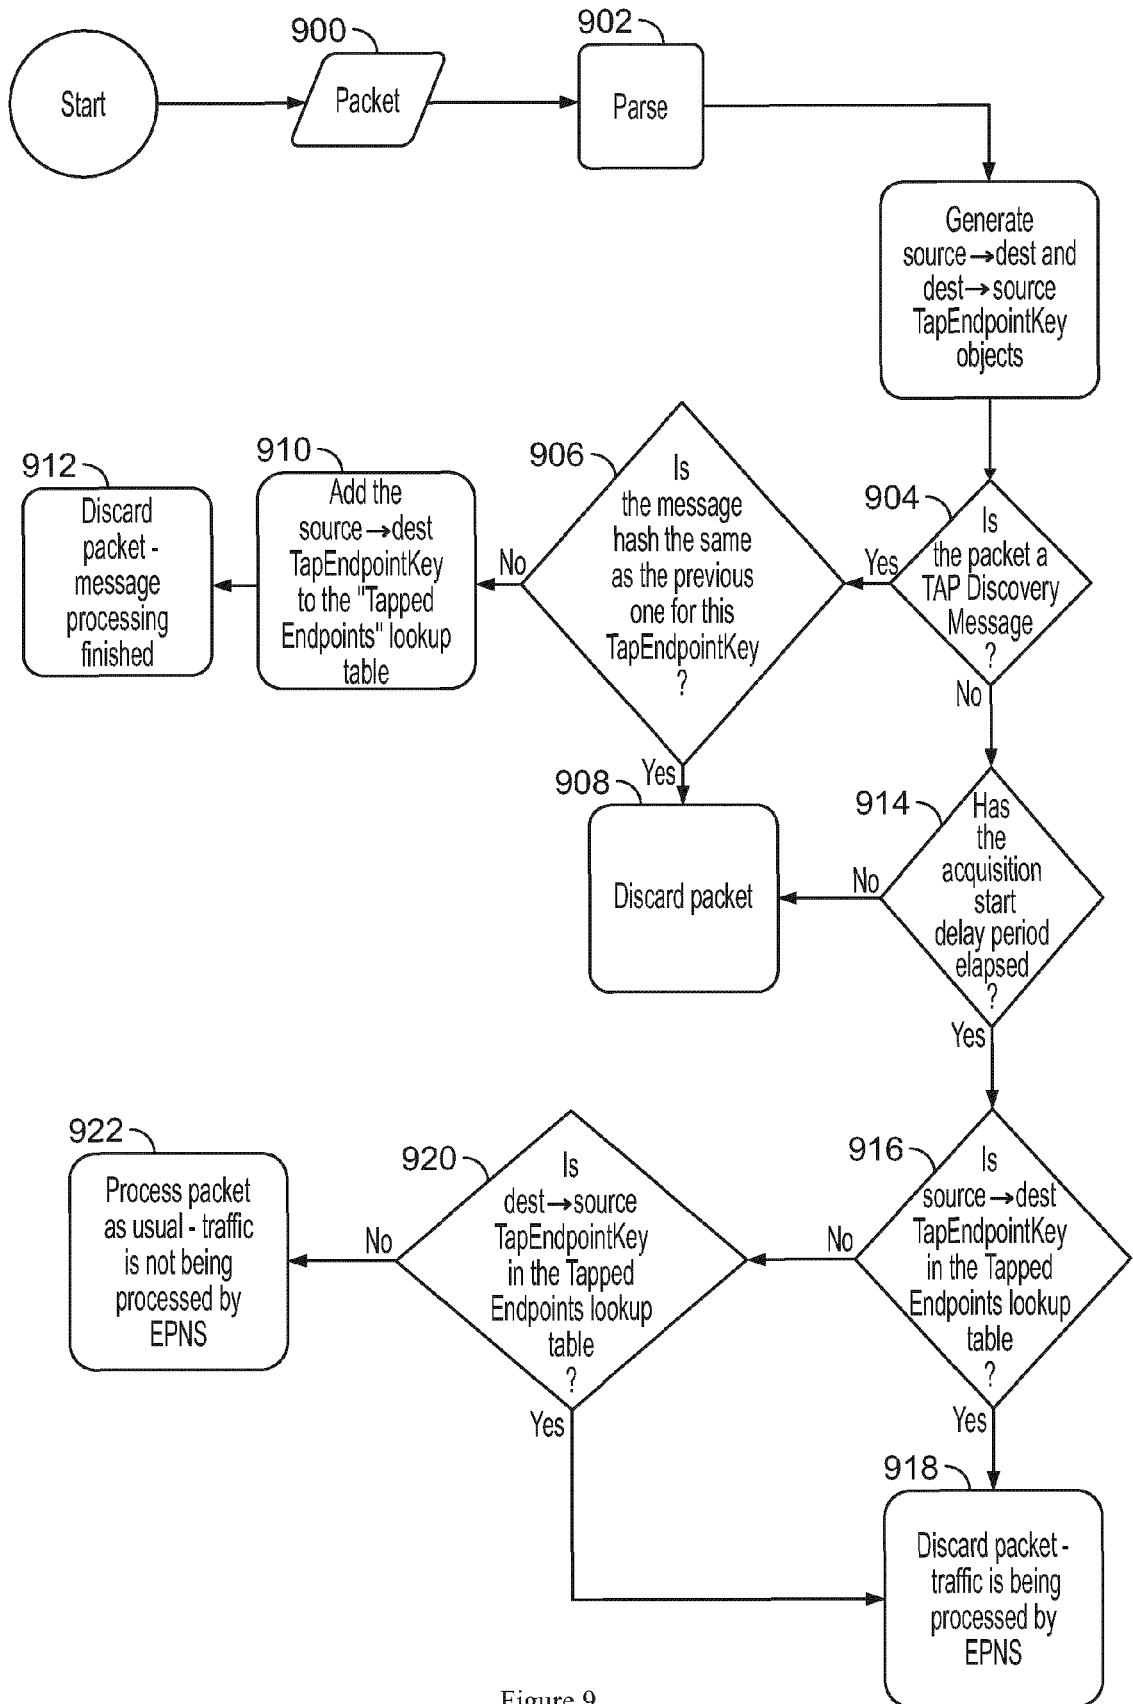 900
902
Start
Packet
Parse
Generate
source→dest and
dest→source
TapEndpointKey
objects
912
Discard
packet -
message
processing
finished
910
Add the
source→dest
TapEndpointKey
to the "Tapped
Endpoints" lookup
table
No
906
Is
the message
hash the same
as the previous
one for this
TapEndpointKey
?
Yes
904
Is
the packet a
TAP Discovery
Message
?
Yes
No
908
Discard packet
No
914
Has
the
acquisition
start
delay period
elapsed
?
Yes
922
Process packet
as usual - traffic
is not being
processed by
EPNS
No
920
Is
dest→source
TapEndpointKey
in the Tapped
Endpoints lookup
table
?
Yes
No
916
Is
source→dest
TapEndpointKey
in the Tapped
Endpoints lookup
table
?
Yes
918
Discard packet -
traffic is being
processed by
EPNS
Figure 9